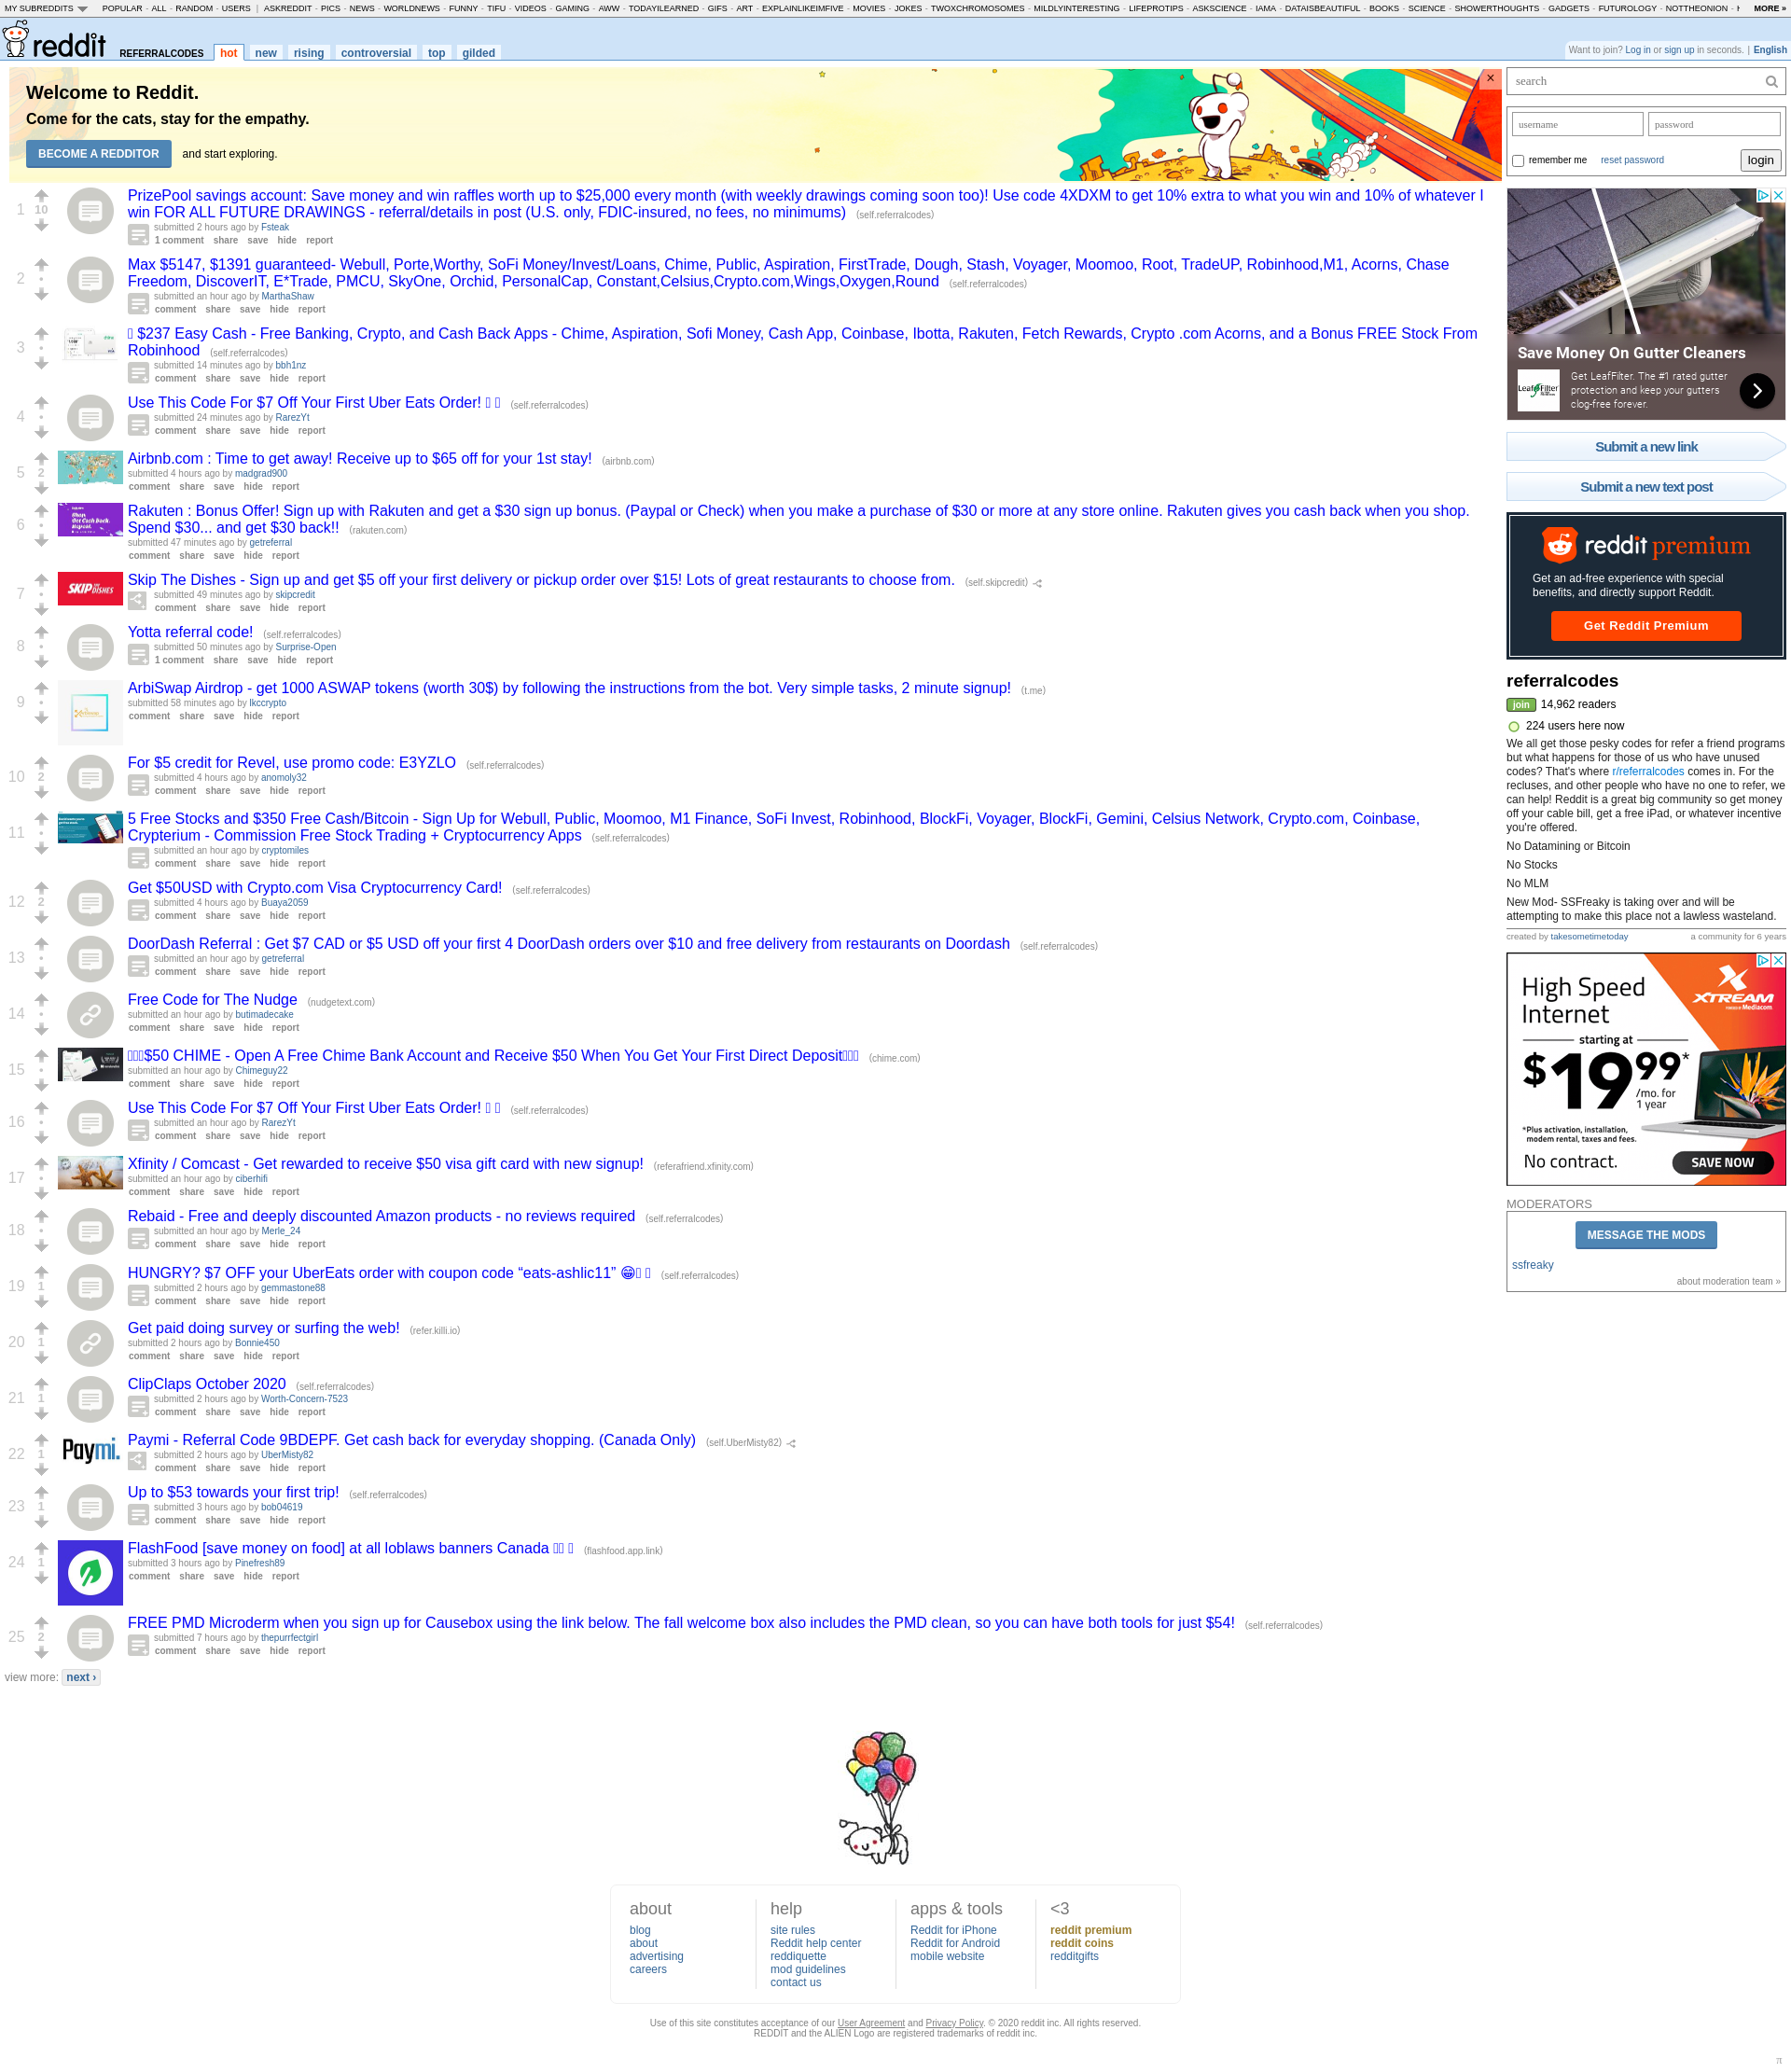 MY SUBREDDITS POPULAR - ALL - RANDOM - USERS | ASKREDDIT - PICS - NEWS - WORLDNEWS - FUNNY - TIFU - VIDEOS - GAMING - AWW - TODAYILEARNED - GIFS - ART - EXPLAINLIKEIMFIVE - MOVIES - JOKES - TWOXCHROMOSOMES - MILDLYINTERESTING - LIFEPROTIPS - ASKSCIENCE - IAMA - DATAISBEAUTIFUL - BOOKS - SCIENCE - SHOWERTHOUGHTS - GADGETS - FUTUROLOGY - NOTTHEONION - MORE »
reddit REFERRALCODES hot new rising controversial top gilded
Want to join? Log in or sign up in seconds. | English
Welcome to Reddit.
Come for the cats, stay for the empathy.
BECOME A REDDITOR and start exploring.
×
1
10
PrizePool savings account: Save money and win raffles worth up to $25,000 every month (with weekly drawings coming soon too)! Use code 4XDXM to get 10% extra to what you win and 10% of whatever I
win FOR ALL FUTURE DRAWINGS - referral/details in post (U.S. only, FDIC-insured, no fees, no minimums) (self.referralcodes)
submitted 2 hours ago by Fsteak
1 comment share save hide report
2
•
Max $5147, $1391 guaranteed- Webull, Porte,Worthy, SoFi Money/Invest/Loans, Chime, Public, Aspiration, FirstTrade, Dough, Stash, Voyager, Moomoo, Root, TradeUP, Robinhood,M1, Acorns, Chase
Freedom, DiscoverIT, E*Trade, PMCU, SkyOne, Orchid, PersonalCap, Constant,Celsius,Crypto.com,Wings,Oxygen,Round (self.referralcodes)
submitted an hour ago by MarthaShaw
comment share save hide report
3
•
$237 Easy Cash - Free Banking, Crypto, and Cash Back Apps - Chime, Aspiration, Sofi Money, Cash App, Coinbase, Ibotta, Rakuten, Fetch Rewards, Crypto .com Acorns, and a Bonus FREE Stock From
Robinhood (self.referralcodes)
submitted 14 minutes ago by bbh1nz
comment share save hide report
4
•
Use This Code For $7 Off Your First Uber Eats Order! (self.referralcodes)
submitted 24 minutes ago by RarezYt
comment share save hide report
5
2
Airbnb.com : Time to get away! Receive up to $65 off for your 1st stay! (airbnb.com)
submitted 4 hours ago by madgrad900
comment share save hide report
6
•
Shop.
Get Cash Back.
Repeat.
Rakuten : Bonus Offer! Sign up with Rakuten and get a $30 sign up bonus. (Paypal or Check) when you make a purchase of $30 or more at any store online. Rakuten gives you cash back when you shop.
Spend $30... and get $30 back!! (rakuten.com)
submitted 47 minutes ago by getreferral
comment share save hide report
7
•
SKIP THE DISHES
Skip The Dishes - Sign up and get $5 off your first delivery or pickup order over $15! Lots of great restaurants to choose from. (self.skipcredit)
submitted 49 minutes ago by skipcredit
comment share save hide report
8
•
Yotta referral code! (self.referralcodes)
submitted 50 minutes ago by Surprise-Open
1 comment share save hide report
9
•
ArbiSwap Airdrop - get 1000 ASWAP tokens (worth 30$) by following the instructions from the bot. Very simple tasks, 2 minute signup! (t.me)
submitted 58 minutes ago by lkccrypto
comment share save hide report
10
2
For $5 credit for Revel, use promo code: E3YZLO (self.referralcodes)
submitted 4 hours ago by anomoly32
comment share save hide report
11
•
5 Free Stocks and $350 Free Cash/Bitcoin - Sign Up for Webull, Public, Moomoo, M1 Finance, SoFi Invest, Robinhood, BlockFi, Voyager, BlockFi, Gemini, Celsius Network, Crypto.com, Coinbase,
Crypterium - Commission Free Stock Trading + Cryptocurrency Apps (self.referralcodes)
submitted an hour ago by cryptomiles
comment share save hide report
12
2
Get $50USD with Crypto.com Visa Cryptocurrency Card! (self.referralcodes)
submitted 4 hours ago by Buaya2059
comment share save hide report
13
•
DoorDash Referral : Get $7 CAD or $5 USD off your first 4 DoorDash orders over $10 and free delivery from restaurants on Doordash (self.referralcodes)
submitted an hour ago by getreferral
comment share save hide report
14
•
Free Code for The Nudge (nudgetext.com)
submitted an hour ago by butimadecake
comment share save hide report
15
•
$50 CHIME - Open A Free Chime Bank Account and Receive $50 When You Get Your First Direct Deposit (chime.com)
submitted an hour ago by Chimeguy22
comment share save hide report
16
•
Use This Code For $7 Off Your First Uber Eats Order! (self.referralcodes)
submitted an hour ago by RarezYt
comment share save hide report
17
•
Xfinity / Comcast - Get rewarded to receive $50 visa gift card with new signup! (referafriend.xfinity.com)
submitted an hour ago by ciberhifi
comment share save hide report
18
•
Rebaid - Free and deeply discounted Amazon products - no reviews required (self.referralcodes)
submitted an hour ago by Merle_24
comment share save hide report
19
1
HUNGRY? $7 OFF your UberEats order with coupon code “eats-ashlic11” 😁 (self.referralcodes)
submitted 2 hours ago by gemmastone88
comment share save hide report
20
1
Get paid doing survey or surfing the web! (refer.killi.io)
submitted 2 hours ago by Bonnie450
comment share save hide report
21
1
ClipClaps October 2020 (self.referralcodes)
submitted 2 hours ago by Worth-Concern-7523
comment share save hide report
22
1
Paymi.
Paymi - Referral Code 9BDEPF. Get cash back for everyday shopping. (Canada Only) (self.UberMisty82)
submitted 2 hours ago by UberMisty82
comment share save hide report
23
1
Up to $53 towards your first trip! (self.referralcodes)
submitted 3 hours ago by bob04619
comment share save hide report
24
1
FlashFood [save money on food] at all loblaws banners Canada (flashfood.app.link)
submitted 3 hours ago by Pinefresh89
comment share save hide report
25
2
FREE PMD Microderm when you sign up for Causebox using the link below. The fall welcome box also includes the PMD clean, so you can have both tools for just $54! (self.referralcodes)
submitted 7 hours ago by thepurrfectgirl
comment share save hide report
view more: next ›
search
username password
remember me reset password login
Save Money On Gutter Cleaners
LeafFilter
Get LeafFilter. The #1 rated gutter
protection and keep your gutters
clog-free forever.
Submit a new link
Submit a new text post
reddit premium
Get an ad-free experience with special
benefits, and directly support Reddit.
Get Reddit Premium
referralcodes
join 14,962 readers
224 users here now
We all get those pesky codes for refer a friend programs
but what happens for those of us who have unused
codes? That's where r/referralcodes comes in. For the
recluses, and other people who have no one to refer, we
can help! Reddit is a great big community so get money
off your cable bill, get a free iPad, or whatever incentive
you're offered.
No Datamining or Bitcoin
No Stocks
No MLM
New Mod- SSFreaky is taking over and will be
attempting to make this place not a lawless wasteland.
created by takesometimetoday a community for 6 years
High Speed
Internet
XTREAM
POWERED BY Mediacom
starting at
$19⁹⁹*
/mo. for
1 year
*Plus activation, installation,
modem rental, taxes and fees.
No contract. SAVE NOW
MODERATORS
MESSAGE THE MODS
ssfreaky
about moderation team »
about
blog
about
advertising
careers
help
site rules
Reddit help center
reddiquette
mod guidelines
contact us
apps & tools
Reddit for iPhone
Reddit for Android
mobile website
<3
reddit premium
reddit coins
redditgifts
Use of this site constitutes acceptance of our User Agreement and Privacy Policy. © 2020 reddit inc. All rights reserved.
REDDIT and the ALIEN Logo are registered trademarks of reddit inc.
π